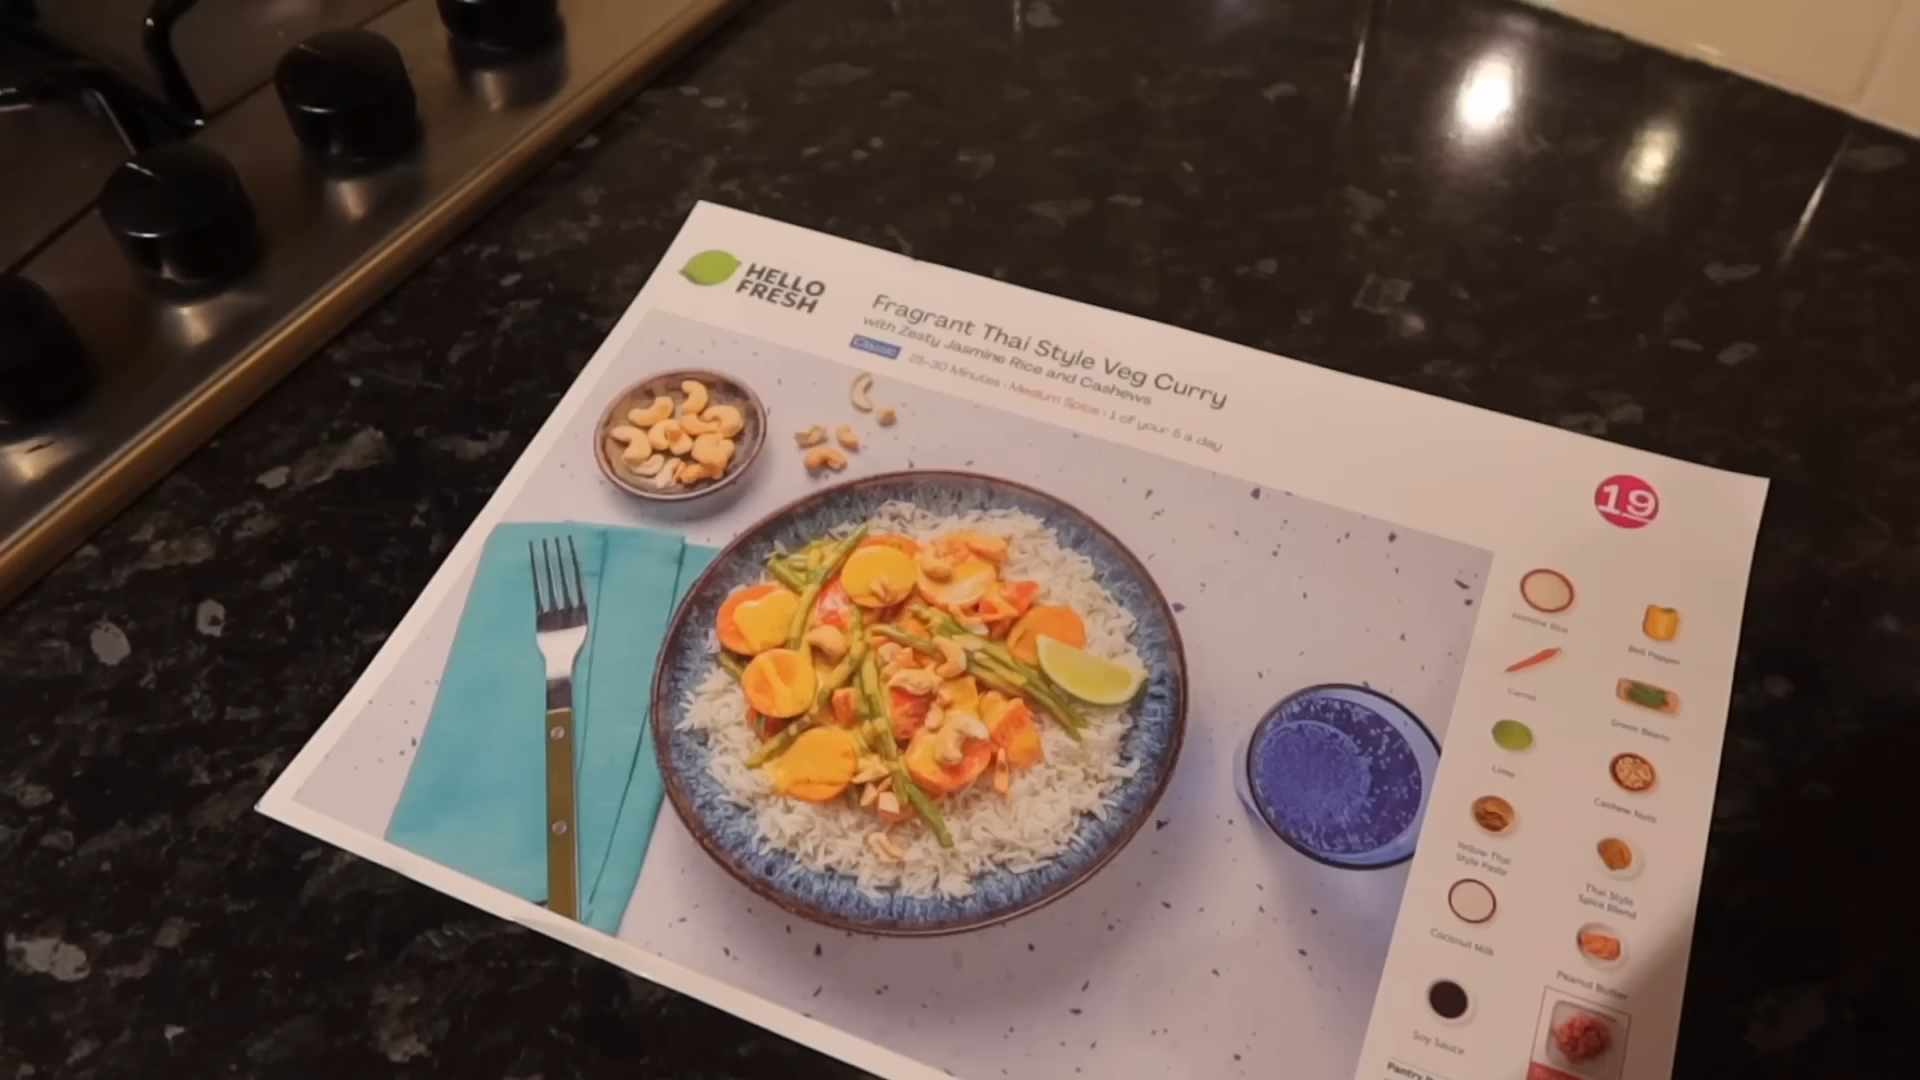 HELLO
FRESH
Fragrant Thai Style Veg Curry
with Zesty Jasmine Rice and Cashews
Classic 25-30 Minutes · Medium Spice · 1 of your 5 a day
19
Jasmine Rice
Bell Pepper
Carrot
Green Beans
Lime
Cashew Nuts
Yellow Thai
Style Paste
Thai Style
Spice Blend
Coconut Milk
Peanut Butter
Soy Sauce
Pantry